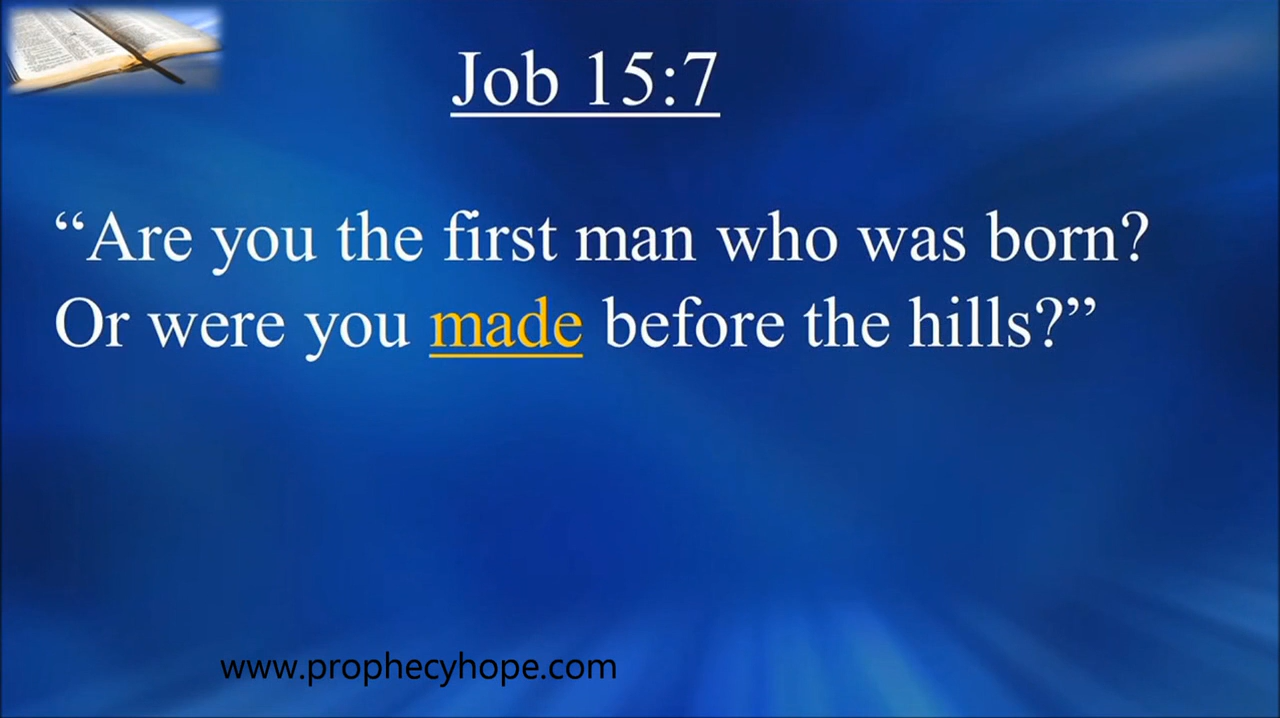 Job 15:7
“Are you the first man who was born?
Or were you made before the hills?”
www.prophecyhope.com